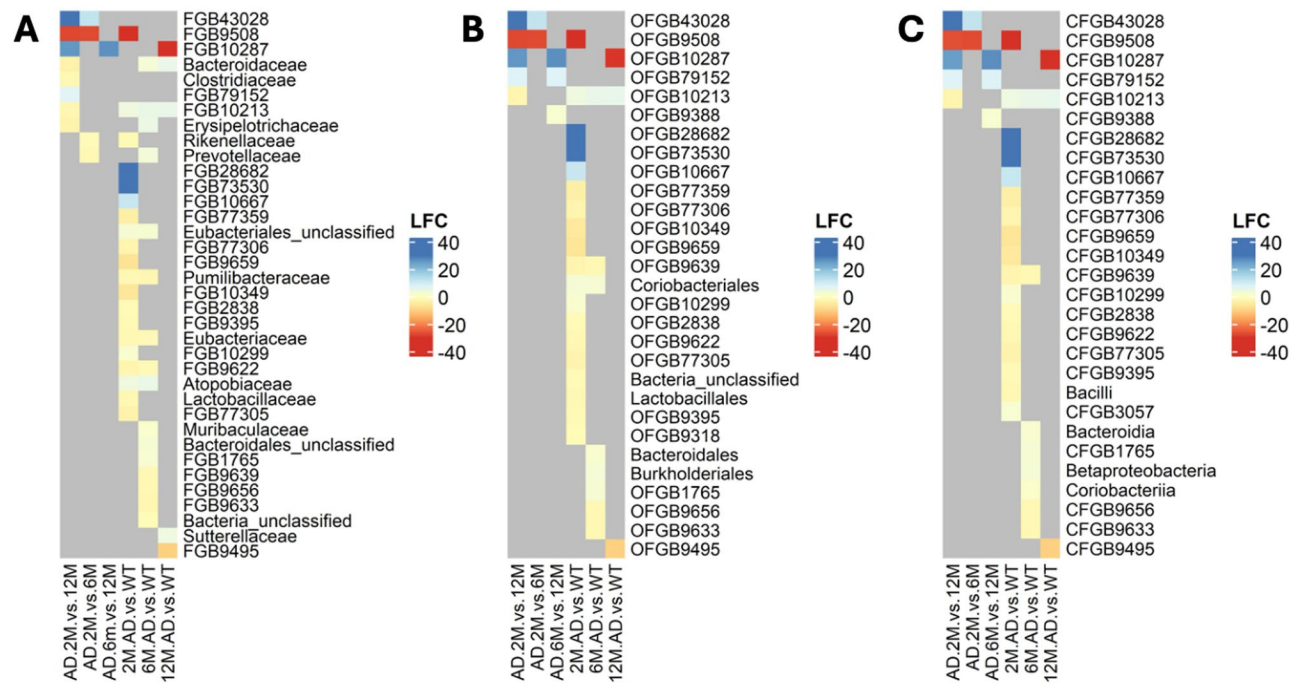 A
FGB43028
FGB9508
FGB10287
Bacteroidaceae
Clostridiaceae
FGB79152
FGB10213
Erysipelotrichaceae
Rikenellaceae
Prevotellaceae
FGB28682
FGB73530
FGB10667
FGB77359
Eubacteriales_unclassified
FGB77306
FGB9659
Pumilibacteraceae
FGB10349
FGB2838
FGB9395
Eubacteriaceae
FGB10299
FGB9622
Atopobiaceae
Lactobacillaceae
FGB77305
Muribaculaceae
Bacteroidales_unclassified
FGB1765
FGB9639
FGB9656
FGB9633
Bacteria_unclassified
Sutterellaceae
FGB9495
AD.2M.vs.12M
AD.2M.vs.6M
AD.6m.vs.12M
2M.AD.vs.WT
6M.AD.vs.WT
12M.AD.vs.WT
LFC
40
20
0
-20
-40
B
OFGB43028
OFGB9508
OFGB10287
OFGB79152
OFGB10213
OFGB9388
OFGB28682
OFGB73530
OFGB10667
OFGB77359
OFGB77306
OFGB10349
OFGB9659
OFGB9639
Coriobacteriales
OFGB10299
OFGB2838
OFGB9622
OFGB77305
Bacteria_unclassified
Lactobacillales
OFGB9395
OFGB9318
Bacteroidales
Burkholderiales
OFGB1765
OFGB9656
OFGB9633
OFGB9495
AD.2M.vs.12M
AD.2M.vs.6M
AD.6M.vs.12M
2M.AD.vs.WT
6M.AD.vs.WT
12M.AD.vs.WT
LFC
40
20
0
-20
-40
C
CFGB43028
CFGB9508
CFGB10287
CFGB79152
CFGB10213
CFGB9388
CFGB28682
CFGB73530
CFGB10667
CFGB77359
CFGB77306
CFGB9659
CFGB10349
CFGB9639
CFGB10299
CFGB2838
CFGB9622
CFGB77305
CFGB9395
Bacilli
CFGB3057
Bacteroidia
CFGB1765
Betaproteobacteria
Coriobacteriia
CFGB9656
CFGB9633
CFGB9495
AD.2M.vs.12M
AD.2M.vs.6M
AD.6M.vs.12M
2M.AD.vs.WT
6M.AD.vs.WT
12M.AD.vs.WT
LFC
40
20
0
-20
-40